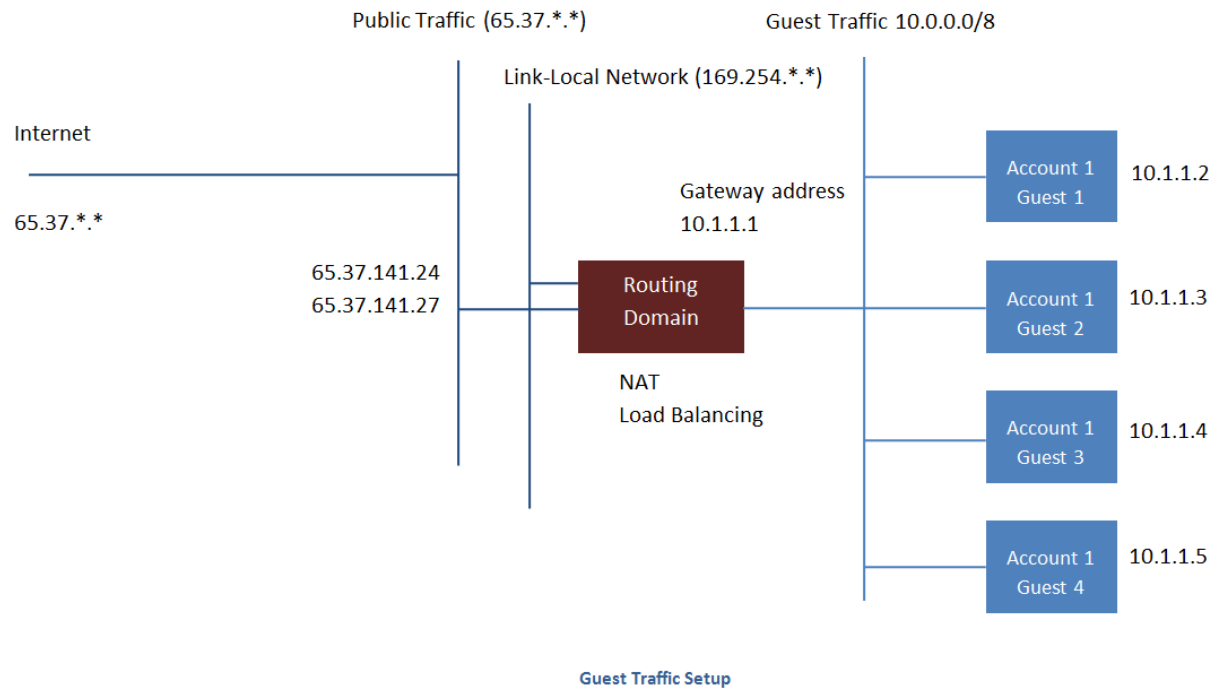 Public Traffic (65.37.*.*)
Guest Traffic 10.0.0.0/8
Link-Local Network (169.254.*.*)
Internet
65.37.*.*
65.37.141.24
65.37.141.27
Gateway address
10.1.1.1
Routing
Domain
NAT
Load Balancing
Account 1
Guest 1
10.1.1.2
Account 1
Guest 2
10.1.1.3
Account 1
Guest 3
10.1.1.4
Account 1
Guest 4
10.1.1.5
Guest Traffic Setup